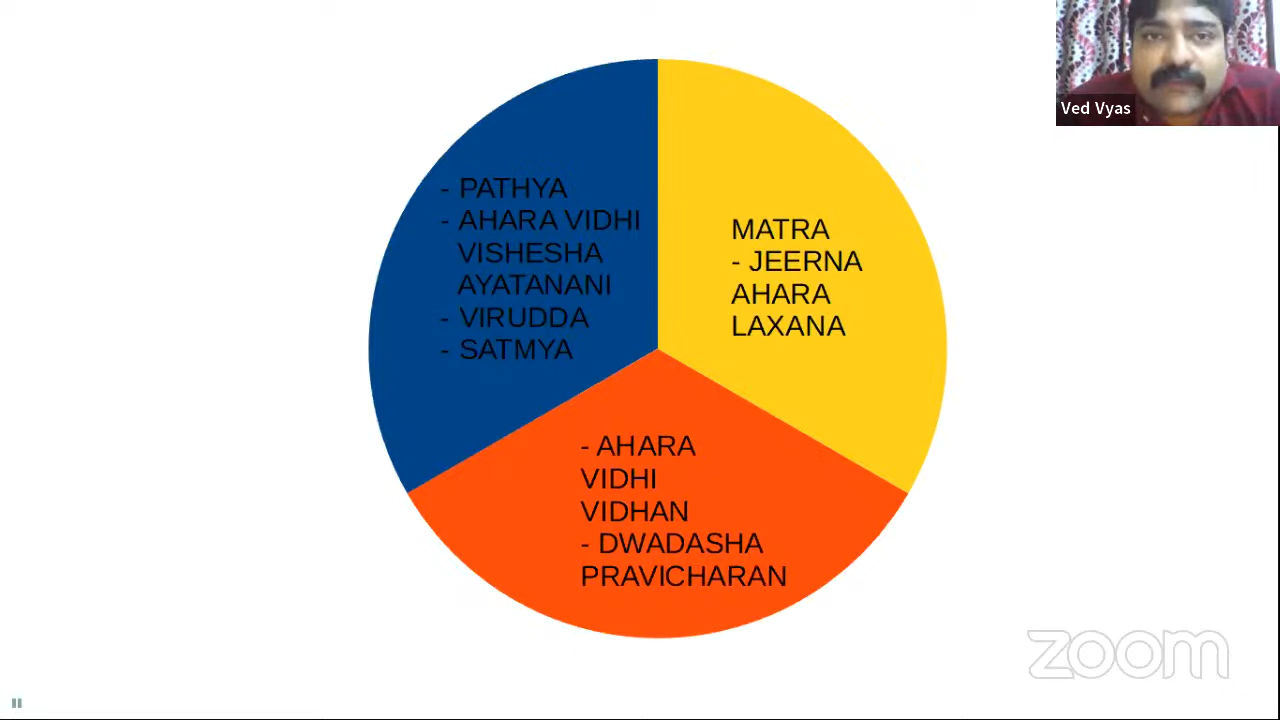 Ved Vyas
- PATHYA
- AHARA VIDHI
VISHESHA
AYATANANI
- VIRUDDA
- SATMYA
MATRA
- JEERNA
AHARA
LAXANA
- AHARA
VIDHI
VIDHAN
- DWADASHA
PRAVICHARAN
zoom